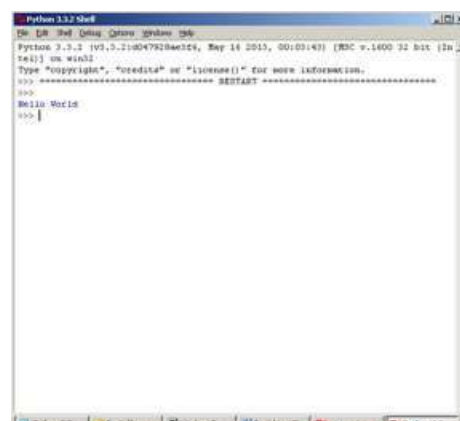 Python 3.3.2 Shell
File Edit Shell Debug Options Windows Help
Python 3.3.2 (v3.3.2:d047928ae3f6, May 16 2013, 00:03:43) [MSC v.1600 32 bit (In
tel)] on win32
Type "copyright", "credits" or "license()" for more information.
>>> ================================ RESTART ================================
>>>
Hello World
>>>